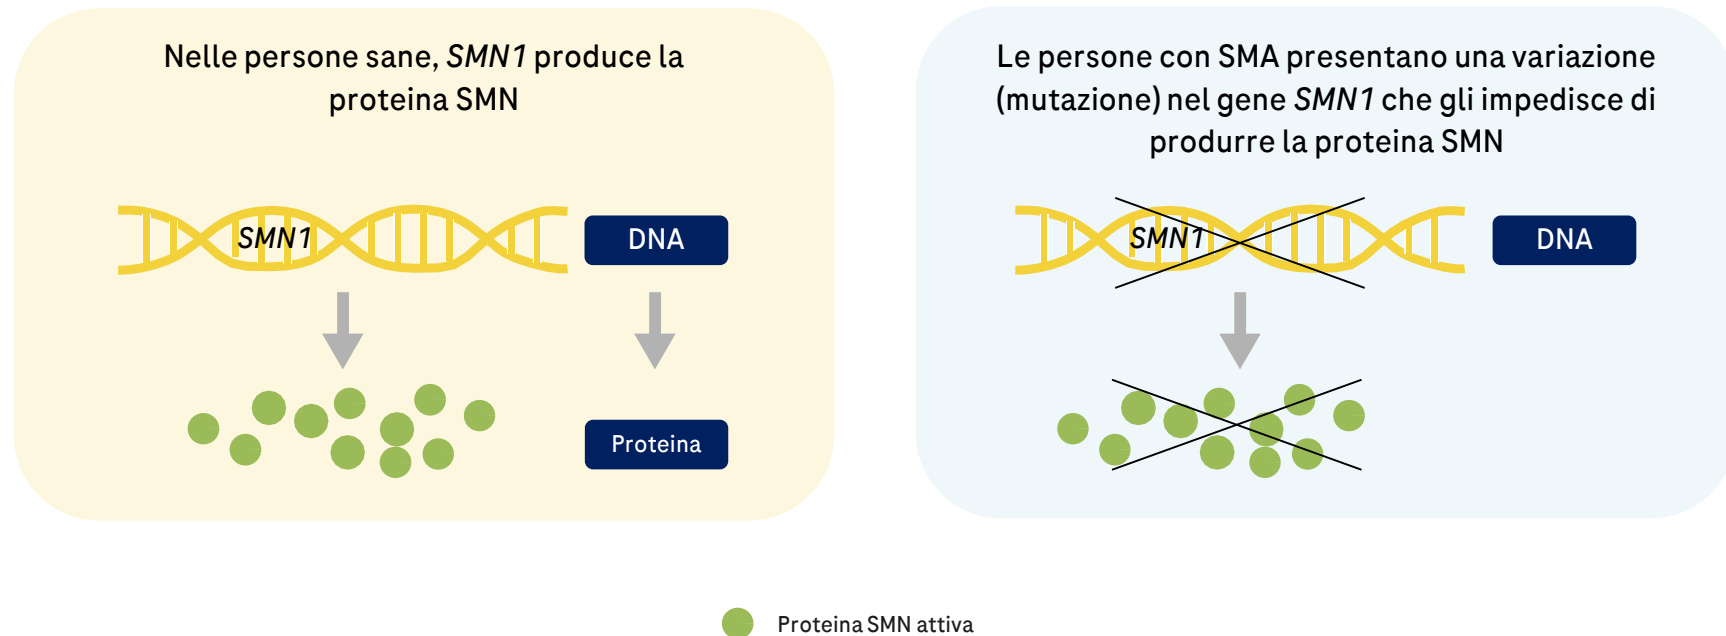 Nelle persone sane, SMN1 produce la
proteina SMN
SMN1
DNA
Proteina
Le persone con SMA presentano una variazione
(mutazione) nel gene SMN1 che gli impedisce di
produrre la proteina SMN
SMN1
DNA
Proteina SMN attiva